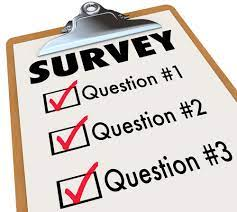 SURVEY
Question #1
Question #2
Question #3